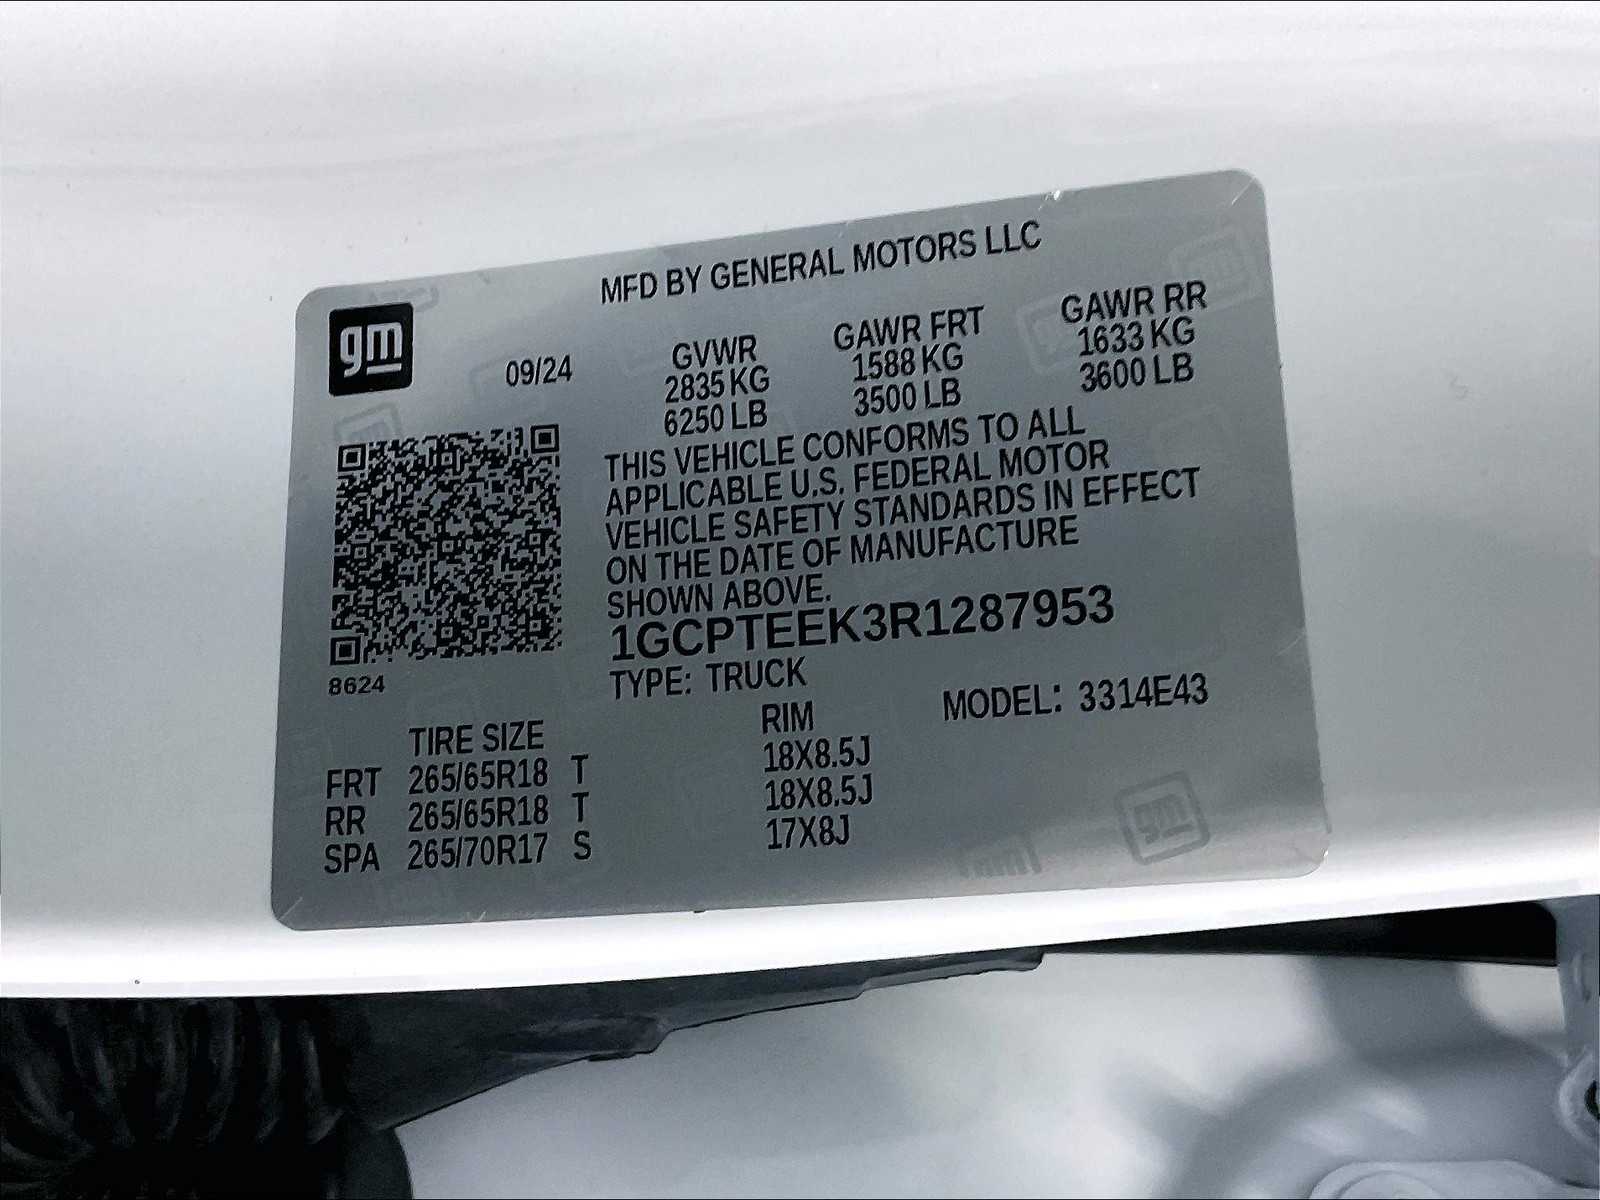 MFD BY GENERAL MOTORS LLC
gm
09/24
GVWR
2835 KG
6250 LB
GAWR FRT
1588 KG
3500 LB
GAWR RR
1633 KG
3600 LB
THIS VEHICLE CONFORMS TO ALL
APPLICABLE U.S. FEDERAL MOTOR
VEHICLE SAFETY STANDARDS IN EFFECT
ON THE DATE OF MANUFACTURE
SHOWN ABOVE.
1GCPTEEK3R1287953
8624
TYPE: TRUCK
MODEL: 3314E43
TIRE SIZE RIM
FRT 265/65R18 T 18X8.5J
RR 265/65R18 T 18X8.5J
SPA 265/70R17 S 17X8J
gm
gm
gm